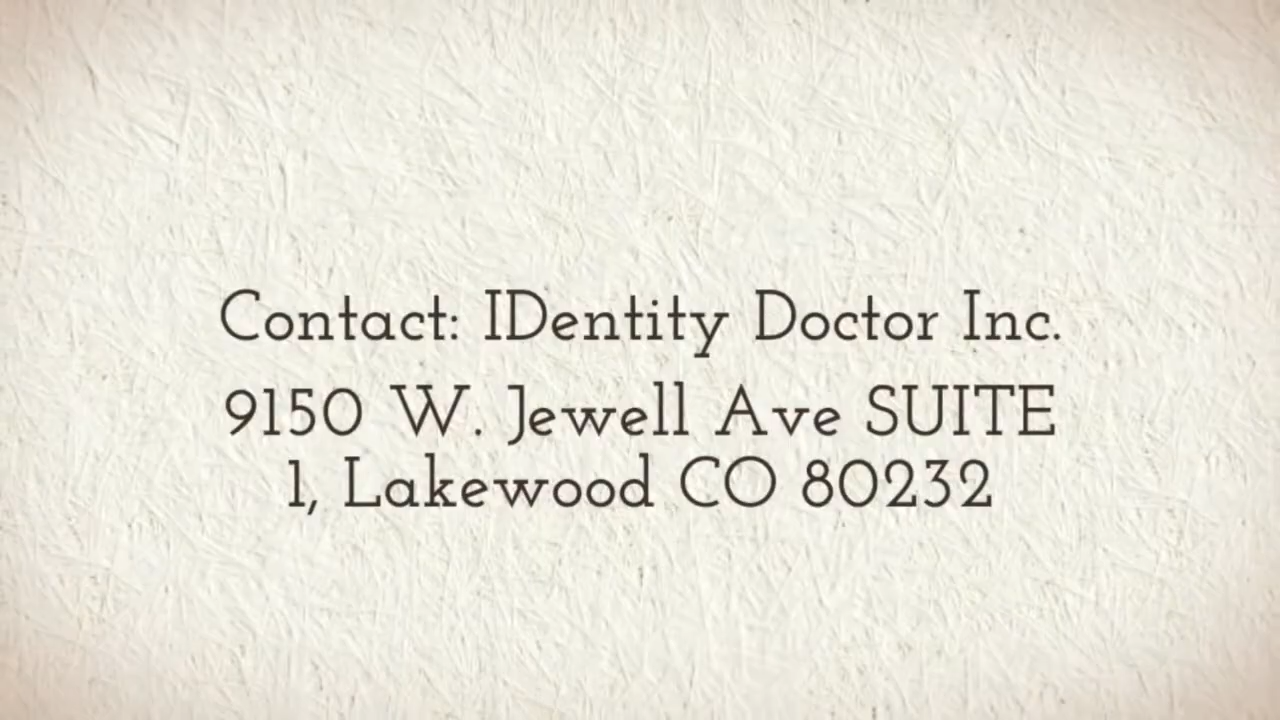 Contact: IDentity Doctor Inc.
9150 W. Jewell Ave SUITE
1, Lakewood CO 80232